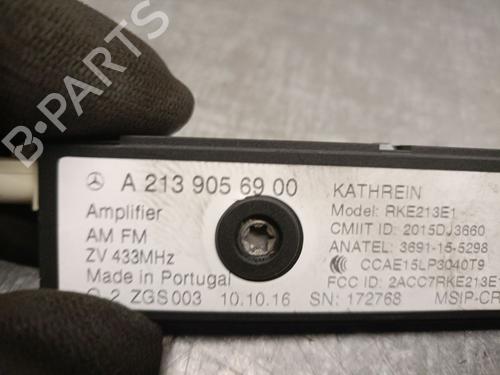 B-PARTS
A 213 905 69 00
Amplifier
AM FM
ZV 433MHz
Made in Portugal
Q-2 ZGS 003 10.10.16 SN: 172768
KATHREIN
Model: RKE213E1
CMIIT ID: 2015DJ3660
ANATEL: 3691-15-5298
CCAE15LP3040T9
FCC ID: 2ACC7RKE213E1
MSIP-CR